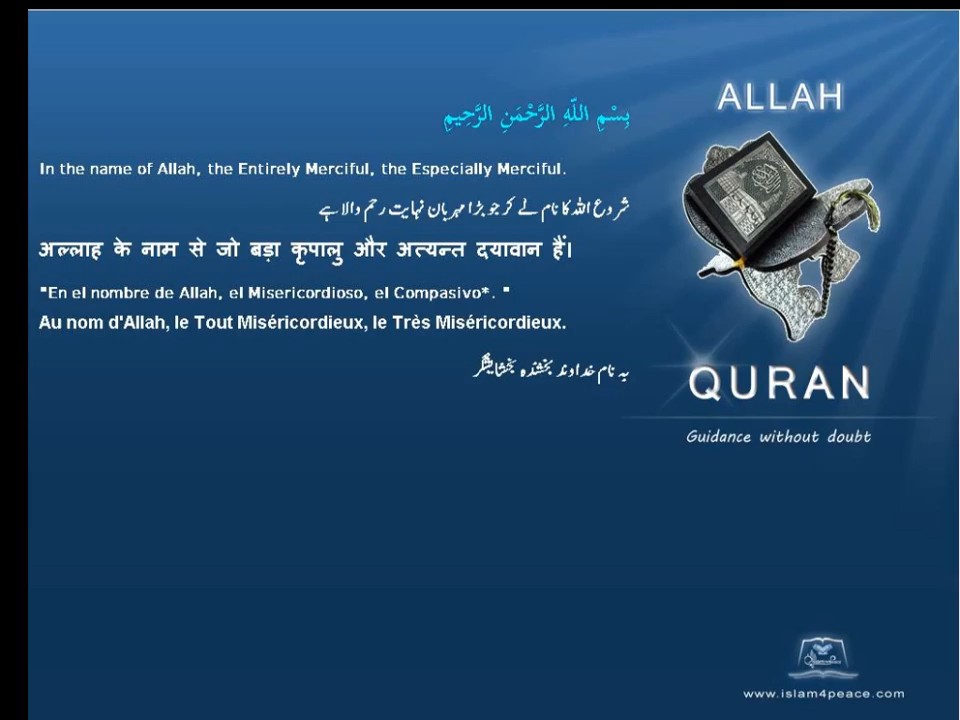 بِسْمِ اللَّهِ الرَّحْمَنِ الرَّحِيمِ
In the name of Allah, the Entirely Merciful, the Especially Merciful.
شروع الله کا نام لے کر جو بڑا مہربان نہایت رحم والا ہے
अल्लाह के नाम से जो बड़ा कृपालु और अत्यन्त दयावान हैं।
"En el nombre de Allah, el Misericordioso, el Compasivo*. "
Au nom d'Allah, le Tout Miséricordieux, le Très Miséricordieux.
به نام خداوند بخشنده بخشایشگر
ALLAH
QURAN
Guidance without doubt
www.islam4peace.com